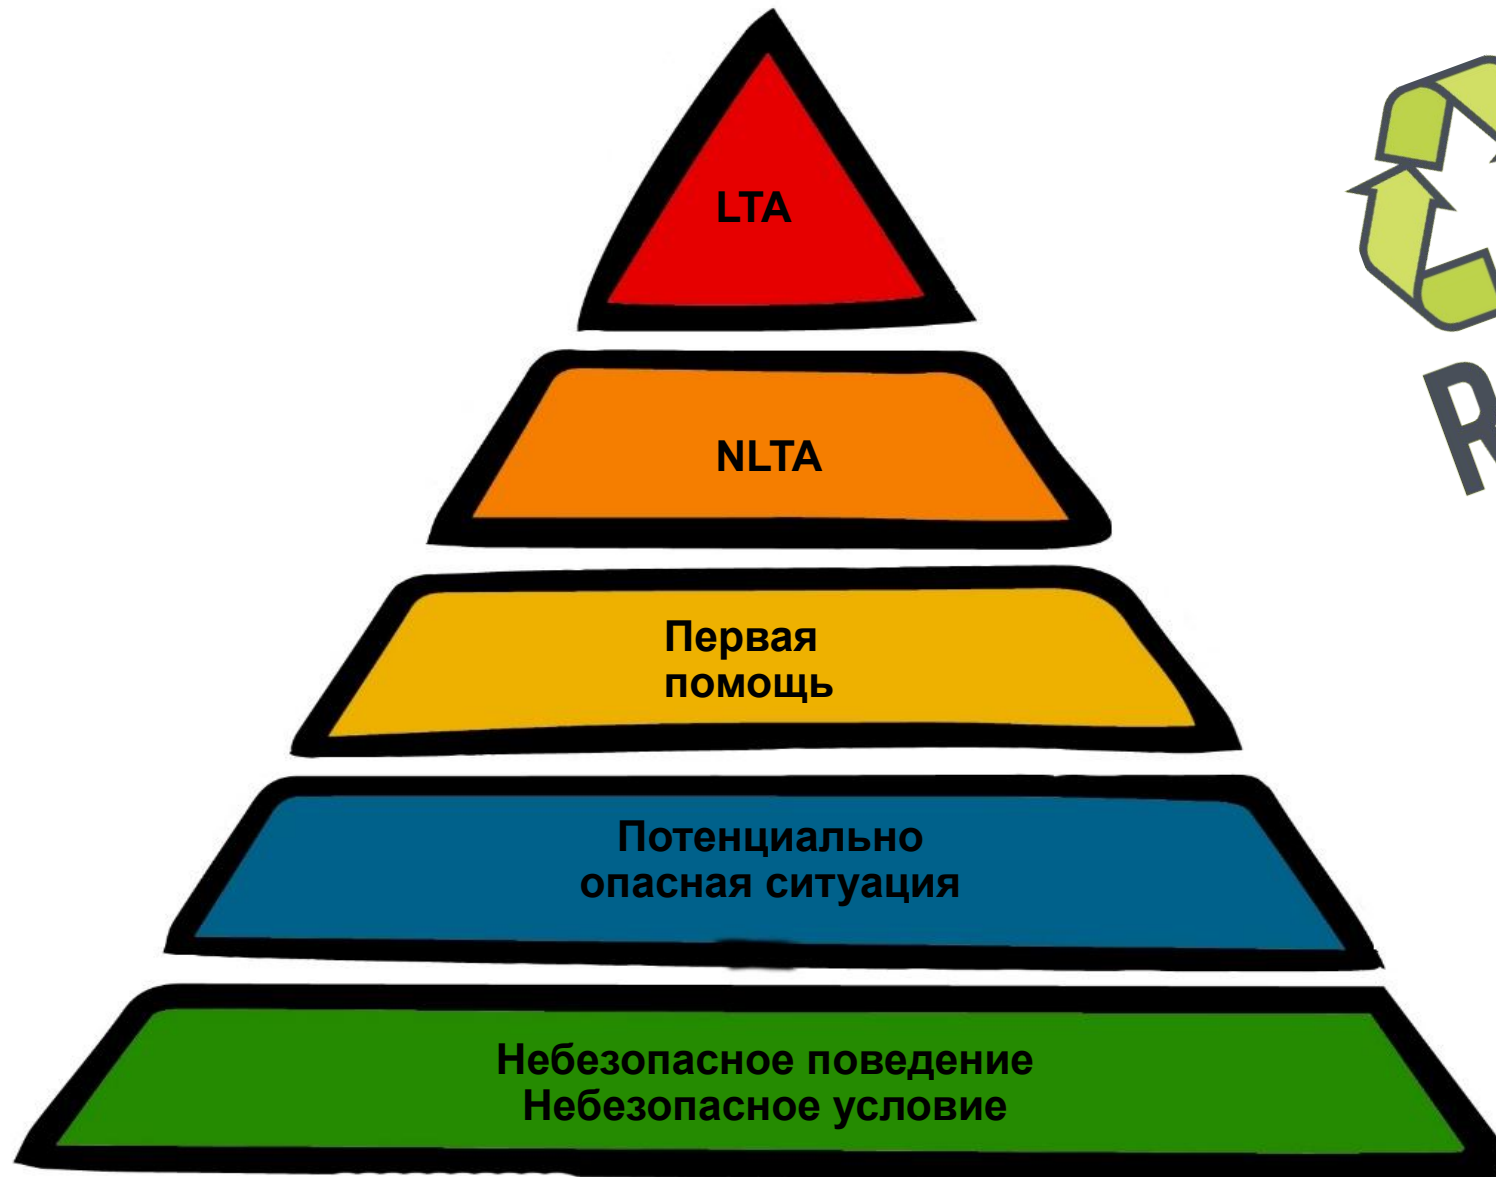 LTA
NLTA
Первая
помощь
Потенциально
опасная ситуация
Небезопасное поведение
Небезопасное условие